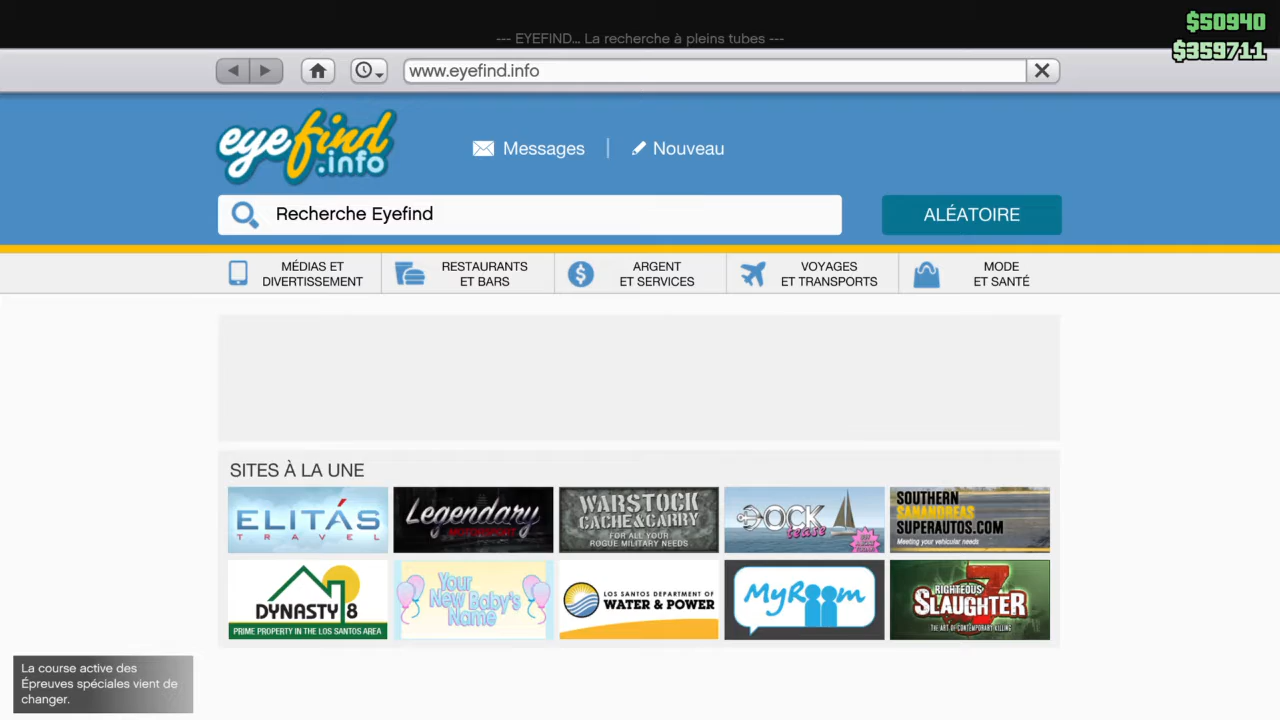 $50940
--- EYEFIND... La recherche à pleins tubes ---
$359711
www.eyefind.info
eyefind
.info
Messages
Nouveau
Recherche Eyefind
ALÉATOIRE
MÉDIAS ET
DIVERTISSEMENT
RESTAURANTS
ET BARS
ARGENT
ET SERVICES
VOYAGES
ET TRANSPORTS
MODE
ET SANTÉ
SITES À LA UNE
ELITÁS
TRAVEL
Legendary
MOTORSPORT
WARSTOCK
CACHE & CARRY
FOR ALL YOUR
ROGUE MILITARY NEEDS
DOCK
tease
SOUTHERN
SANANDREAS
SUPERAUTOS.COM
Meeting your vehicular needs
DYNASTY 8
PRIME PROPERTY IN THE LOS SANTOS AREA
Your
New Baby's
Name
LOS SANTOS DEPARTMENT OF
WATER & POWER
MyRoom
RIGHTEOUS
SLAUGHTER
7
THE ART OF CONTEMPORARY KILLING
La course active des
Épreuves spéciales vient de
changer.